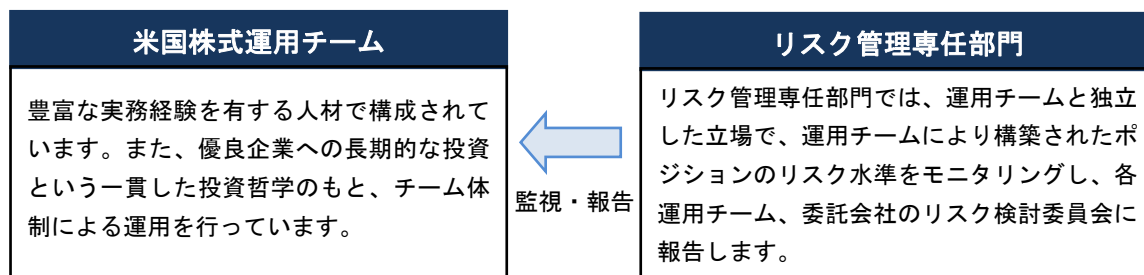 米国株式運用チーム
豊富な実務経験を有する人材で構成されて
います。また、優良企業への長期的な投資
という一貫した投資哲学のもと、チーム体
制による運用を行っています。
監視・報告
リスク管理専任部門
リスク管理専任部門では、運用チームと独立
した立場で、運用チームにより構築されたポ
ジションのリスク水準をモニタリングし、各
運用チーム、委託会社のリスク検討委員会に
報告します。